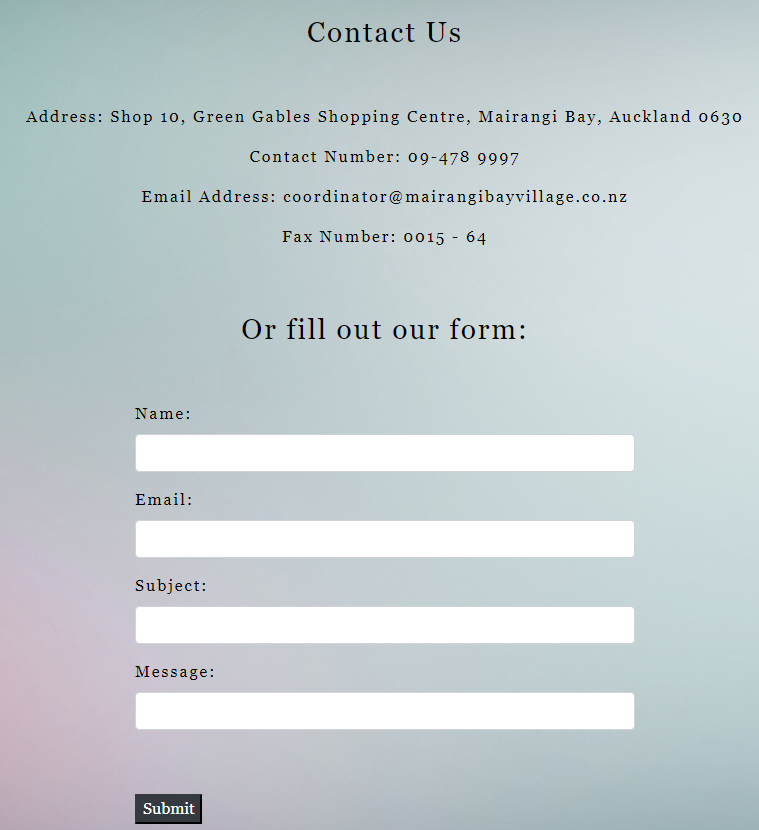 Contact Us
Address: Shop 10, Green Gables Shopping Centre, Mairangi Bay, Auckland 0630
Contact Number: 09-478 9997
Email Address: coordinator@mairangibayvillage.co.nz
Fax Number: 0015 - 64
Or fill out our form:
Name:
Email:
Subject:
Message:
Submit